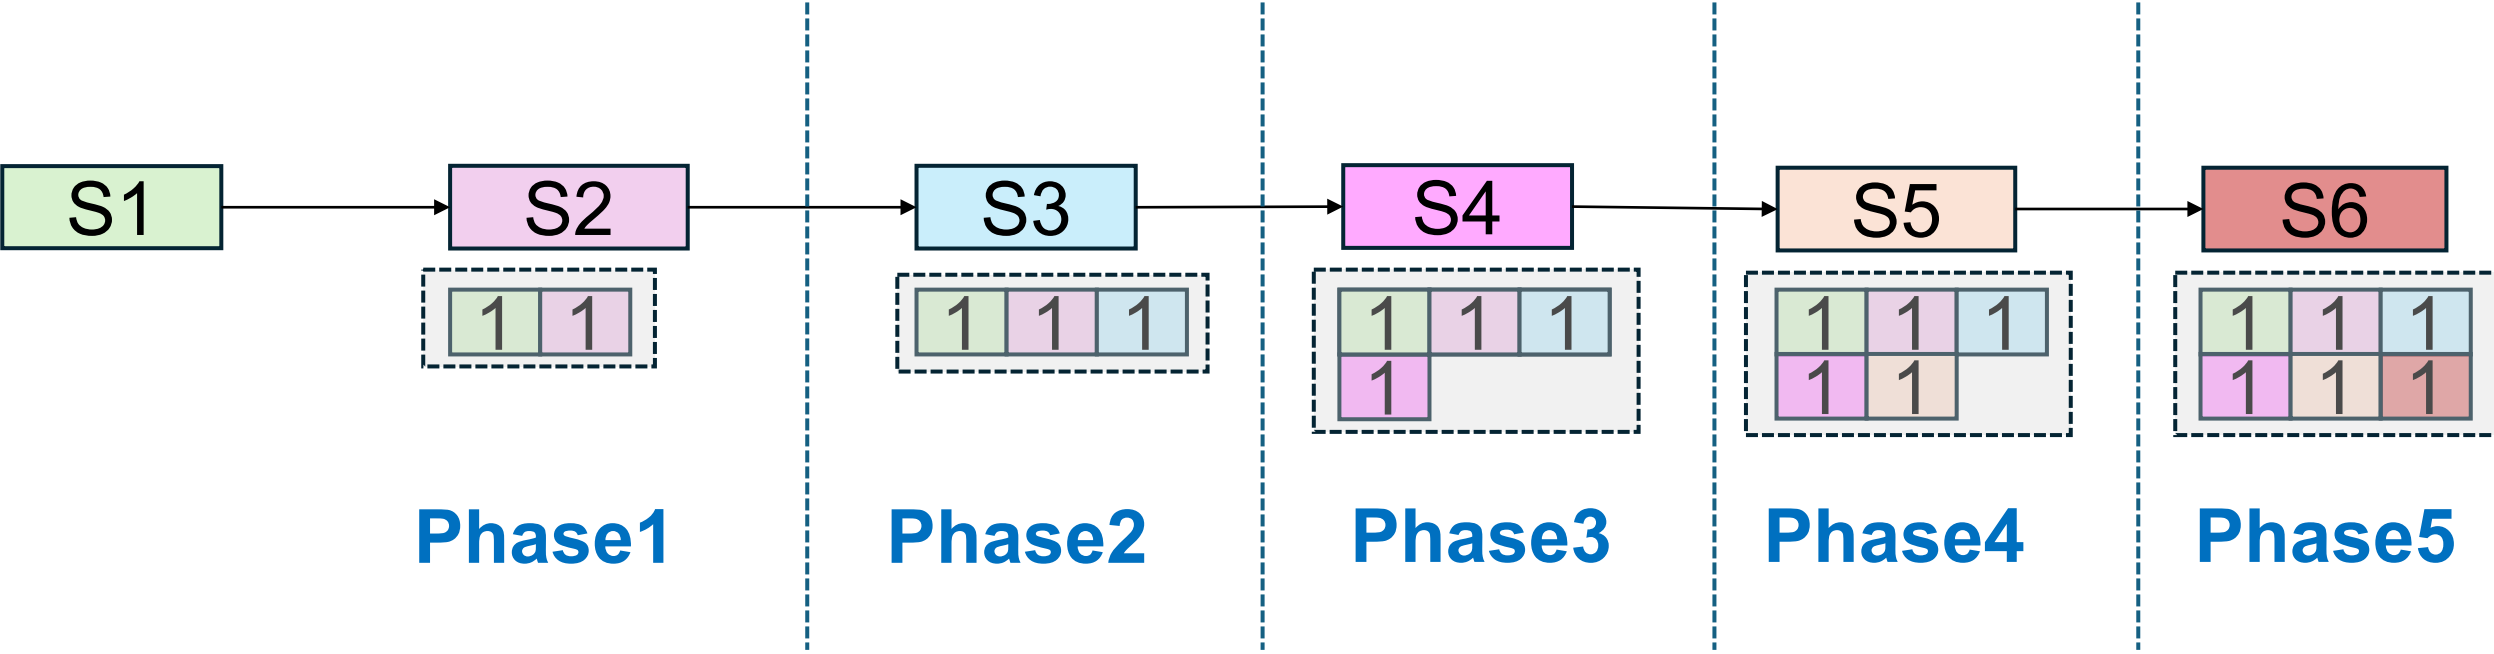 S1 S2 S3 S4 S5 S6
1 1 1 1 1 1 1 1 1 1 1 1 1 1
1 1 1 1 1 1
Phase1 Phase2 Phase3 Phase4 Phase5